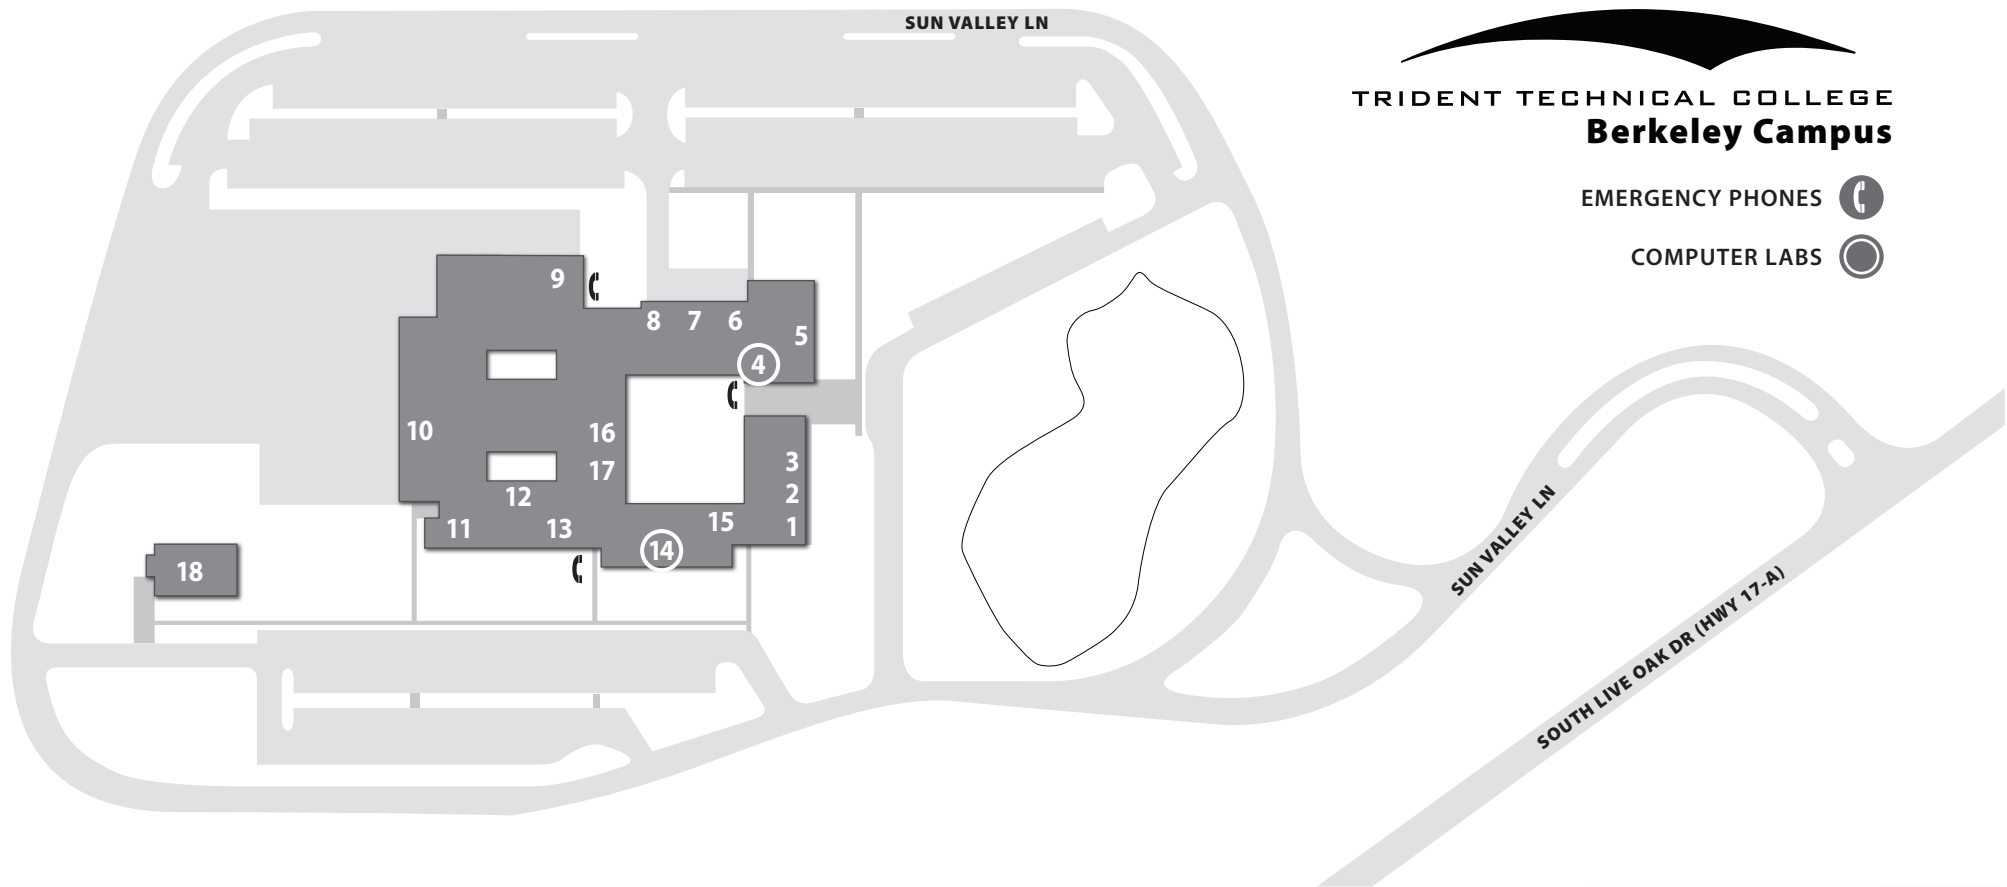 SUN VALLEY LN
TRIDENT TECHNICAL COLLEGE
Berkeley Campus
EMERGENCY PHONES
COMPUTER LABS
9
8 7 6
5
4
10
16
17
3
2
1
12
11
13
15
14
18
SUN VALLEY LN
SOUTH LIVE OAK DR (HWY 17-A)